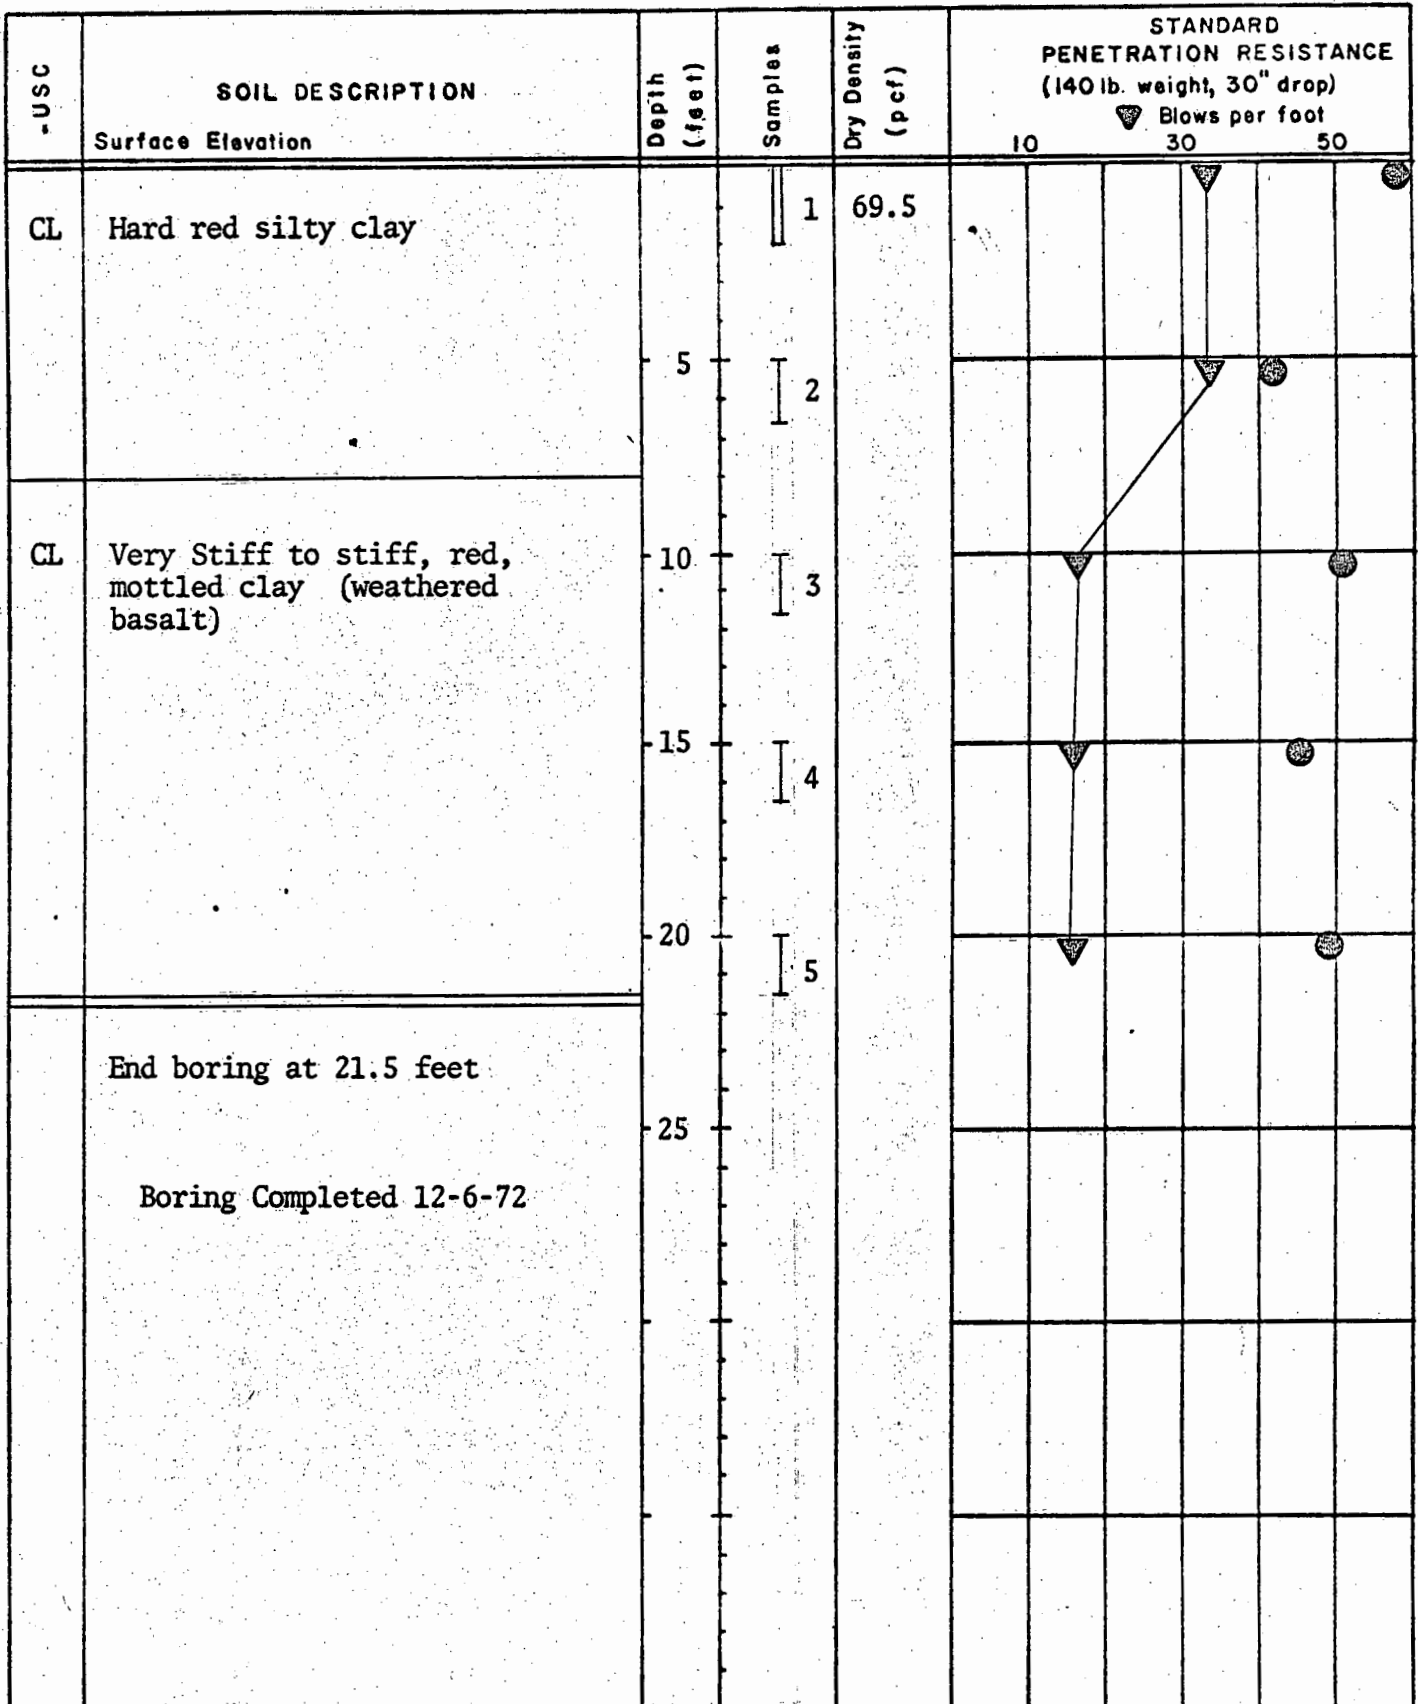 USC
SOIL DESCRIPTION
Surface Elevation
Depth
(feet)
Samples
Dry Density
(pcf)
STANDARD
PENETRATION RESISTANCE
(140 lb. weight, 30" drop)
Blows per foot
10 30 50
CL Hard red silty clay
1 69.5
5
2
CL Very Stiff to stiff, red,
mottled clay (weathered
basalt)
10
3
15
4
20
5
End boring at 21.5 feet
25
Boring Completed 12-6-72